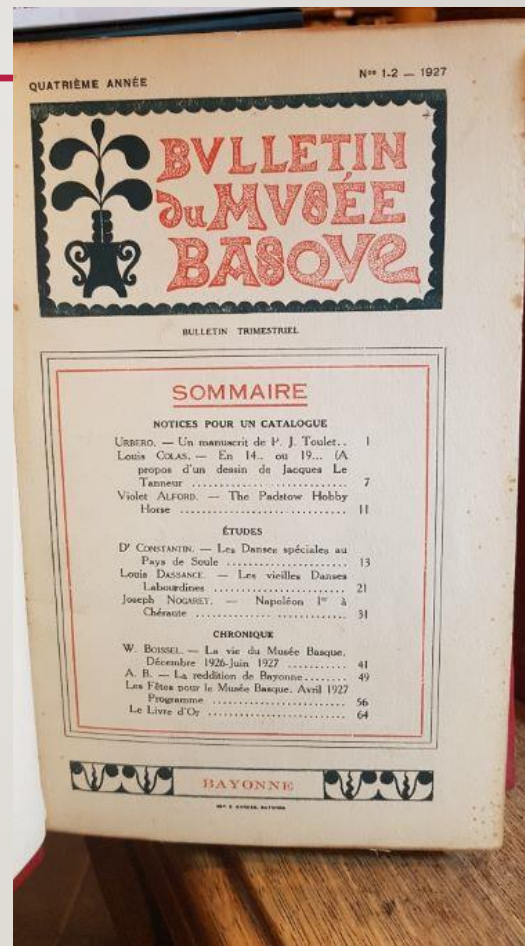 QUATRIÈME ANNÉE
Nos 1-2 — 1927
BVLLETIN
du MVSÉE
BASQVE
BULLETIN TRIMESTRIEL
SOMMAIRE
NOTICES POUR UN CATALOGUE
URBERO. — Un manuscrit de P. J. Toulet.. 1
Louis COLAS. — En 14.. ou 19... (A
propos d'un dessin de Jacques Le
Tanneur .............................. 7
Violet ALFORD. — The Padstow Hobby
Horse .............................. 11
ÉTUDES
Dr CONSTANTIN. — Les Danses spéciales au
Pays de Soule ...................... 13
Louis DASSANCE. — Les vieilles Danses
Labourdines ........................ 21
Joseph NOGARET. — Napoléon Ier à
Chéraute ........................... 31
CHRONIQUE
W. BOISSEL. — La vie du Musée Basque.
Décembre 1926-Juin 1927 ........... 41
A. B. — La reddition de Bayonne........ 49
Les Fêtes pour le Musée Basque. Avril 1927
Programme ........................ 56
Le Livre d'Or ........................ 64
BAYONNE